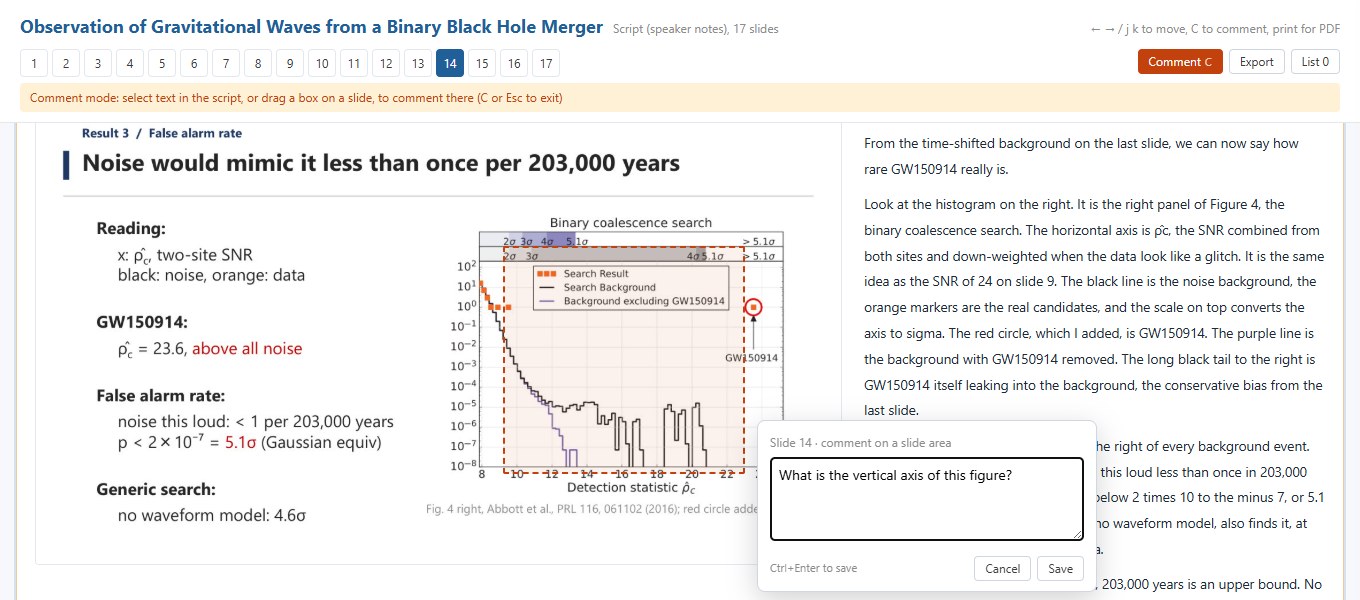 Observation of Gravitational Waves from a Binary Black Hole Merger Script (speaker notes), 17 slides
← → / j k to move, C to comment, print for PDF
1 2 3 4 5 6 7 8 9 10 11 12 13 14 15 16 17
Comment C Export List 0
Comment mode: select text in the script, or drag a box on a slide, to comment there (C or Esc to exit)
Result 3 / False alarm rate
Noise would mimic it less than once per 203,000 years
Reading:
x: ρ̂c, two-site SNR
black: noise, orange: data
GW150914:
ρ̂c = 23.6, above all noise
False alarm rate:
noise this loud: < 1 per 203,000 years
p < 2 × 10⁻⁷ = 5.1σ (Gaussian equiv)
Generic search:
no waveform model: 4.6σ
Binary coalescence search
2σ 3σ 4σ 5.1σ > 5.1σ
2σ 3σ 4σ 5.1σ > 5.1σ
Search Result
Search Background
Background excluding GW150914
GW150914
10²
10¹
10⁰
10⁻¹
10⁻²
10⁻³
10⁻⁴
10⁻⁵
10⁻⁶
10⁻⁷
10⁻⁸
8 10 12 14 16 18 20 22
Detection statistic ρ̂c
Fig. 4 right, Abbott et al., PRL 116, 061102 (2016); red circle adde
From the time-shifted background on the last slide, we can now say how
rare GW150914 really is.
Look at the histogram on the right. It is the right panel of Figure 4, the
binary coalescence search. The horizontal axis is ρ̂c, the SNR combined from
both sites and down-weighted when the data look like a glitch. It is the same
idea as the SNR of 24 on slide 9. The black line is the noise background, the
orange markers are the real candidates, and the scale on top converts the
axis to sigma. The red circle, which I added, is GW150914. The purple line is
the background with GW150914 removed. The long black tail to the right is
GW150914 itself leaking into the background, the conservative bias from the
last slide.
he right of every background event.
this loud less than once in 203,000
elow 2 times 10 to the minus 7, or 5.1
no waveform model, also finds it, at
a.
, 203,000 years is an upper bound. No
Slide 14 · comment on a slide area
What is the vertical axis of this figure?
Ctrl+Enter to save
Cancel Save